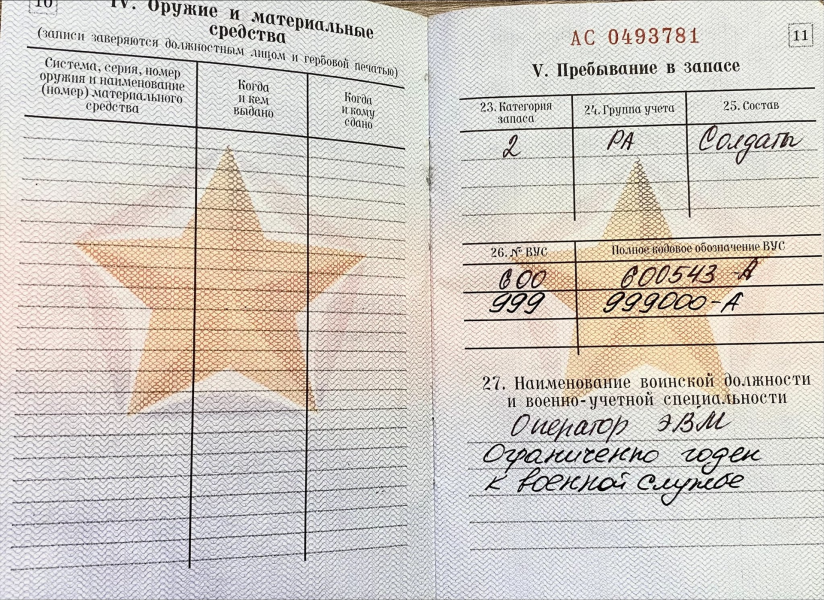 10
IV. Оружие и материальные
средства
(записи заверяются должностным лицом и гербовой печатью)
Система, серия, номер
оружия и наименование
(номер) материального
средства
Когда
и кем
выдано
Когда
и кому
сдано
АС 0493781
11
V. Пребывание в запасе
23. Категория
запаса
24. Группа учета
25. Состав
2
РА
Солдаты
26. № ВУС
Полное кодовое обозначение ВУС
600
600543-А
999
999000-А
27. Наименование воинской должности
и военно-учетной специальности
Оператор ЭВМ
Ограниченно годен
к военной службе